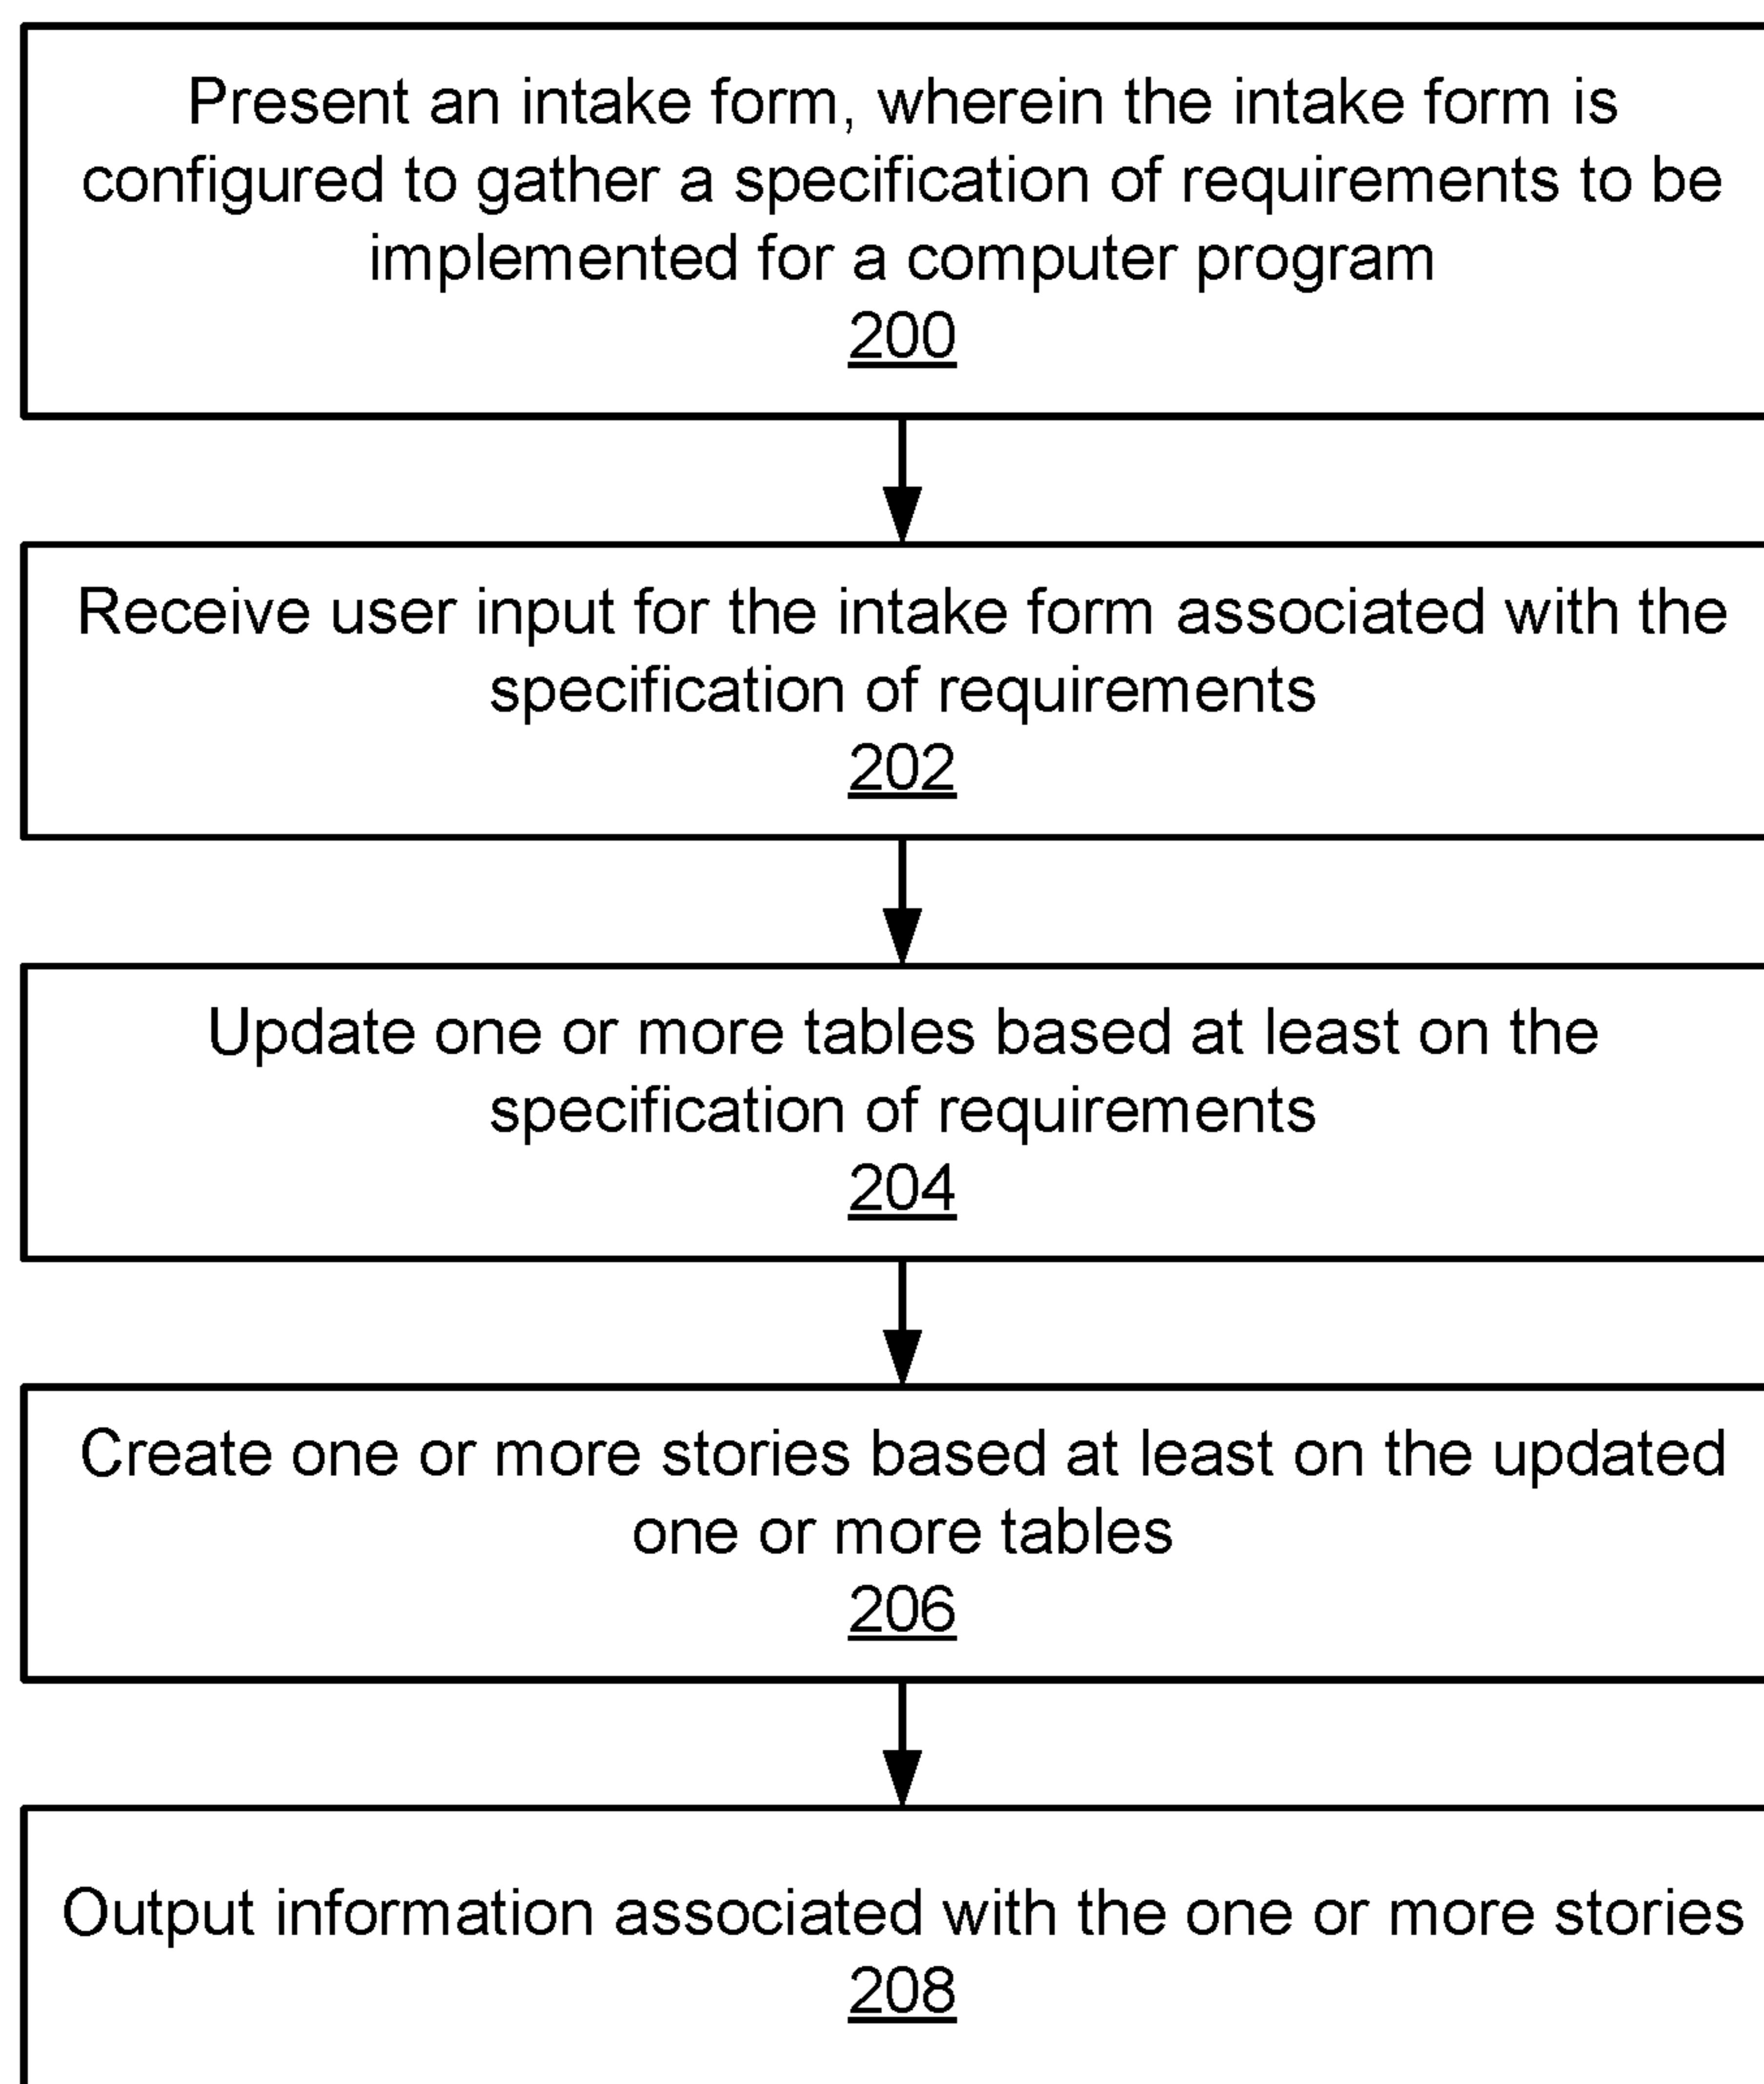 Present an intake form, wherein the intake form is
configured to gather a specification of requirements to be
implemented for a computer program
200
Receive user input for the intake form associated with the
specification of requirements
202
Update one or more tables based at least on the
specification of requirements
204
Create one or more stories based at least on the updated
one or more tables
206
Output information associated with the one or more stories
208